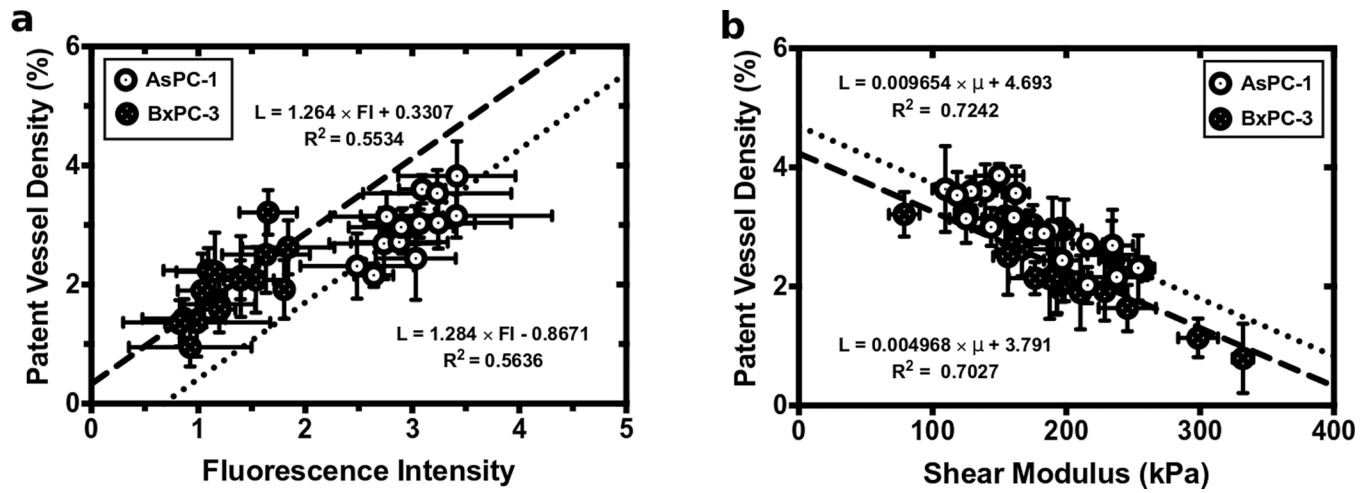 a
6
4
2
0
Patent Vessel Density (%)
AsPC-1
BxPC-3
L = 1.264 × FI + 0.3307
R² = 0.5534
L = 1.284 × FI - 0.8671
R² = 0.5636
0 1 2 3 4 5
Fluorescence Intensity
b
6
4
2
0
Patent Vessel Density (%)
L = 0.009654 × μ + 4.693
R² = 0.7242
AsPC-1
BxPC-3
L = 0.004968 × μ + 3.791
R² = 0.7027
0 100 200 300 400
Shear Modulus (kPa)